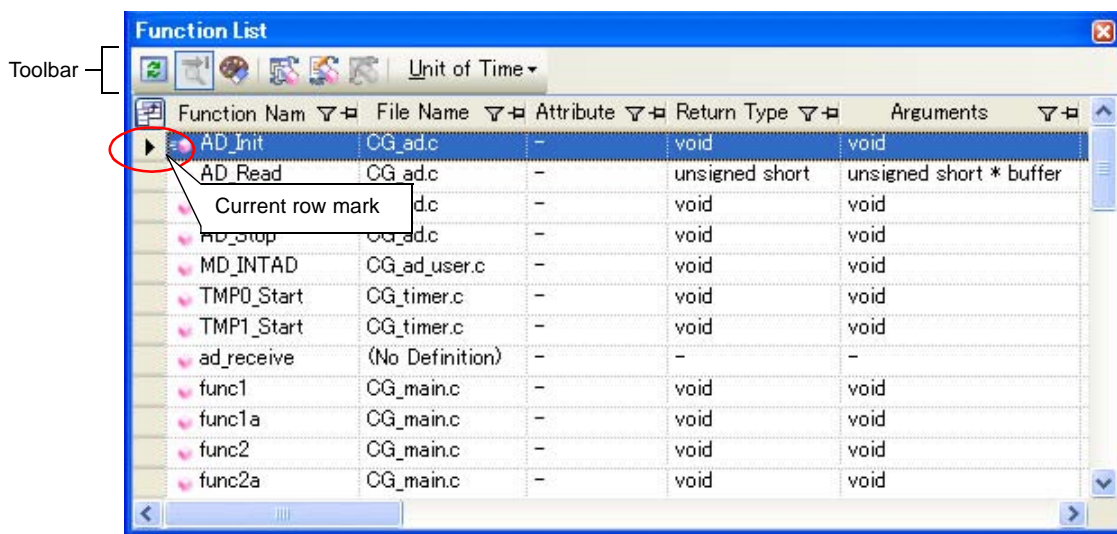 Function List
Toolbar
Unit of Time
Function Nam File Name Attribute Return Type Arguments
AD_Init CG_ad.c - void void
AD_Read CG_ad.c - unsigned short unsigned short * buffer
Current row mark d.c - void void
AD_Stop CG_ad.c - void void
MD_INTAD CG_ad_user.c - void void
TMP0_Start CG_timer.c - void void
TMP1_Start CG_timer.c - void void
ad_receive (No Definition) - - -
func1 CG_main.c - void void
func1a CG_main.c - void void
func2 CG_main.c - void void
func2a CG_main.c - void void